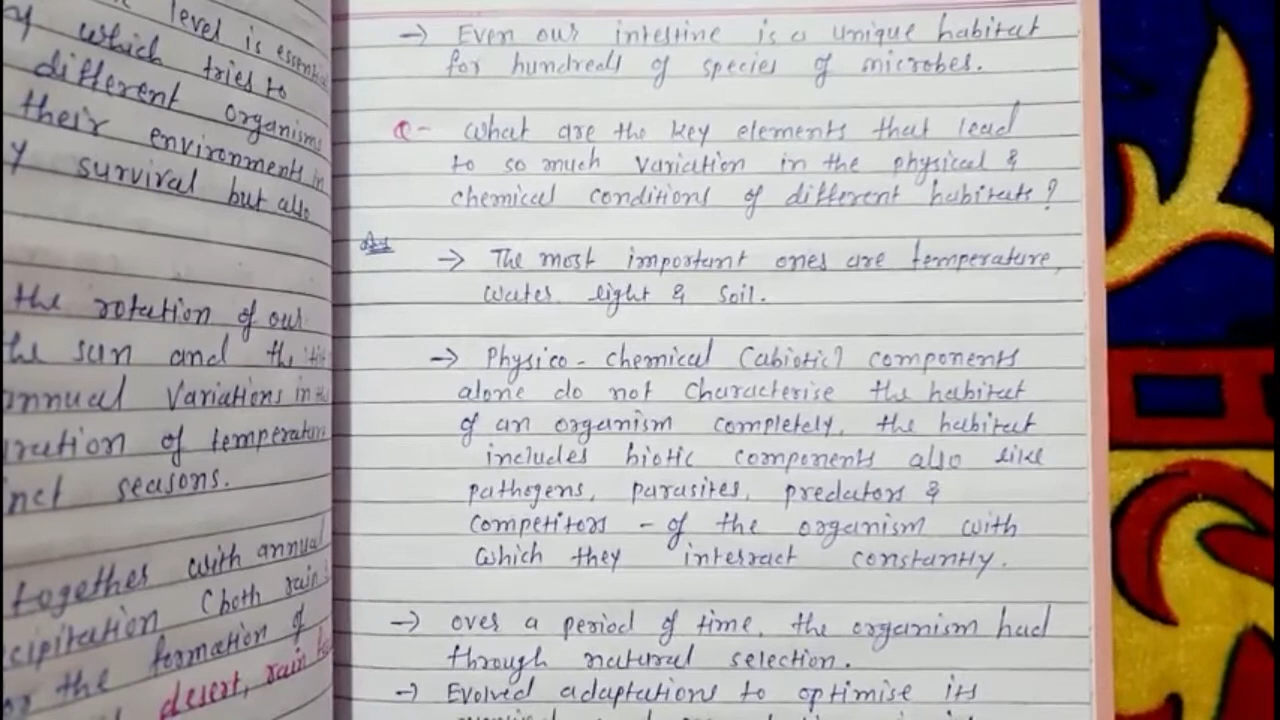 level is
which tries to
different organisms
their environments in
y survival but also
the rotation of our
the sun and the
annual variations in
of temperature
seasons.
together with annual
(both rain
the formation of
desert, rain
→ Even our intestine is a unique habitat
for hundreds of species of microbes.
Q- What are the key elements that lead
to so much variation in the physical &
chemical conditions of different habitats?
Ans
→ The most important ones are temperature,
water, light & soil.
→ Physico-chemical (abiotic) components
alone do not characterise the habitat
of an organism completely, the habitat
includes biotic components also like
pathogens, parasites, predators &
competitors - of the organism with
which they interract constantly.
→ over a period of time, the organism had
through natural selection.
→ Evolved adaptations to optimise its